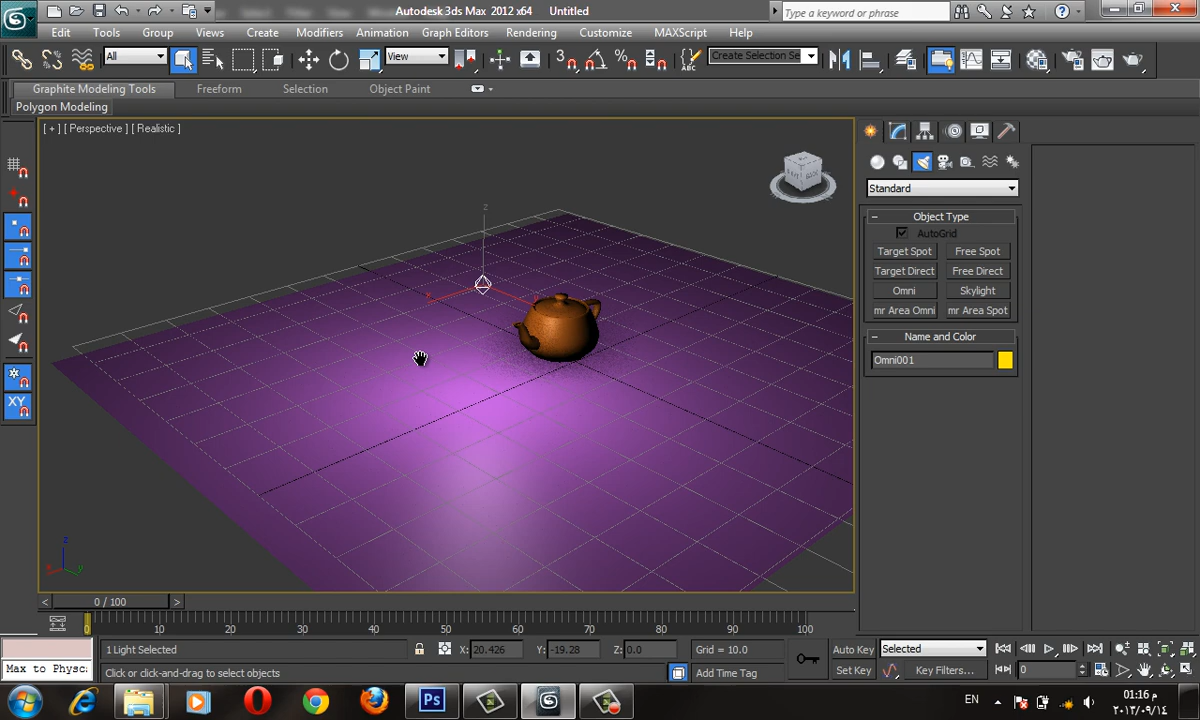 Autodesk 3ds Max 2012 x64 Untitled
Type a keyword or phrase
Edit Tools Group Views Create Modifiers Animation Graph Editors Rendering Customize MAXScript Help
All View 3 Create Selection Se
Graphite Modeling Tools Freeform Selection Object Paint
Polygon Modeling
[ + ] [ Perspective ] [ Realistic ]
Standard
Object Type
AutoGrid
Target Spot Free Spot
Target Direct Free Direct
Omni Skylight
mr Area Omni mr Area Spot
Name and Color
Omni001
z
x
XY
z
x y
< 0 / 100 >
0 10 20 30 40 50 60 70 80 90 100
1 Light Selected X: 20.426 Y: -19.28 Z: 0.0 Grid = 10.0 Auto Key Selected
Max to Physc Click or click-and-drag to select objects Add Time Tag Set Key Key Filters... 0
Ps EN
01:16 م
٢٠١٣/٠٩/١٤